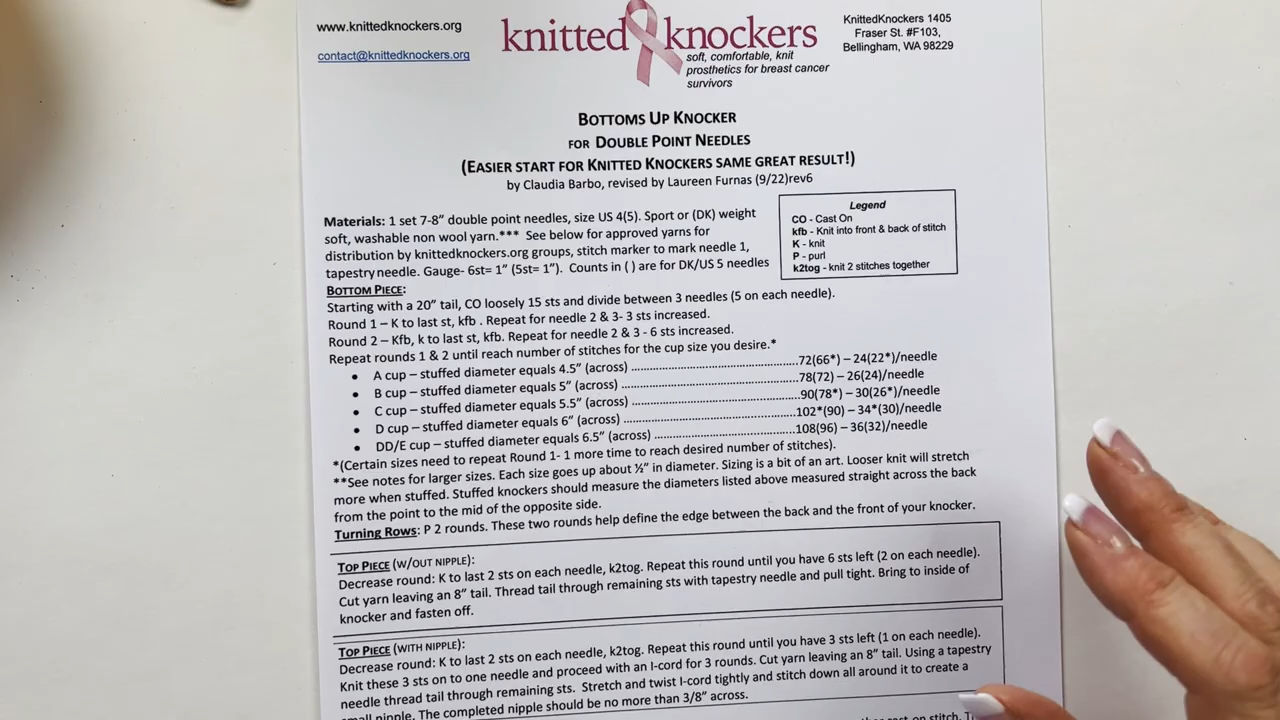 www.knittedknockers.org
contact@knittedknockers.org
knitted knockers
soft, comfortable, knit
prosthetics for breast cancer
survivors
KnittedKnockers 1405
Fraser St. #F103,
Bellingham, WA 98229
BOTTOMS UP KNOCKER
FOR DOUBLE POINT NEEDLES
(EASIER START FOR KNITTED KNOCKERS SAME GREAT RESULT!)
by Claudia Barbo, revised by Laureen Furnas (9/22)rev6
Materials: 1 set 7-8” double point needles, size US 4(5). Sport or (DK) weight
soft, washable non wool yarn.*** See below for approved yarns for
distribution by knittedknockers.org groups, stitch marker to mark needle 1,
tapestry needle. Gauge- 6st= 1” (5st= 1”). Counts in ( ) are for DK/US 5 needles
Legend
CO - Cast On
kfb - Knit into front & back of stitch
K - knit
P - purl
k2tog - knit 2 stitches together
BOTTOM PIECE:
Starting with a 20” tail, CO loosely 15 sts and divide between 3 needles (5 on each needle).
Round 1 – K to last st, kfb . Repeat for needle 2 & 3- 3 sts increased.
Round 2 – Kfb, k to last st, kfb. Repeat for needle 2 & 3 - 6 sts increased.
Repeat rounds 1 & 2 until reach number of stitches for the cup size you desire.*
• A cup – stuffed diameter equals 4.5” (across) ........................................72(66*) – 24(22*)/needle
• B cup – stuffed diameter equals 5” (across) ...........................................78(72) – 26(24)/needle
• C cup – stuffed diameter equals 5.5” (across) ........................................90(78*) – 30(26*)/needle
• D cup – stuffed diameter equals 6” (across) ...........................................102*(90) – 34*(30)/needle
• DD/E cup – stuffed diameter equals 6.5” (across) ...................................108(96) – 36(32)/needle
*(Certain sizes need to repeat Round 1- 1 more time to reach desired number of stitches).
**See notes for larger sizes. Each size goes up about ½” in diameter. Sizing is a bit of an art. Looser knit will stretch
more when stuffed. Stuffed knockers should measure the diameters listed above measured straight across the back
from the point to the mid of the opposite side.
Turning Rows: P 2 rounds. These two rounds help define the edge between the back and the front of your knocker.
TOP PIECE (W/OUT NIPPLE):
Decrease round: K to last 2 sts on each needle, k2tog. Repeat this round until you have 6 sts left (2 on each needle).
Cut yarn leaving an 8” tail. Thread tail through remaining sts with tapestry needle and pull tight. Bring to inside of
knocker and fasten off.
TOP PIECE (WITH NIPPLE):
Decrease round: K to last 2 sts on each needle, k2tog. Repeat this round until you have 3 sts left (1 on each needle).
Knit these 3 sts on to one needle and proceed with an I-cord for 3 rounds. Cut yarn leaving an 8” tail. Using a tapestry
needle thread tail through remaining sts. Stretch and twist I-cord tightly and stitch down all around it to create a
small nipple. The completed nipple should be no more than 3/8” across.
cast on stitch.